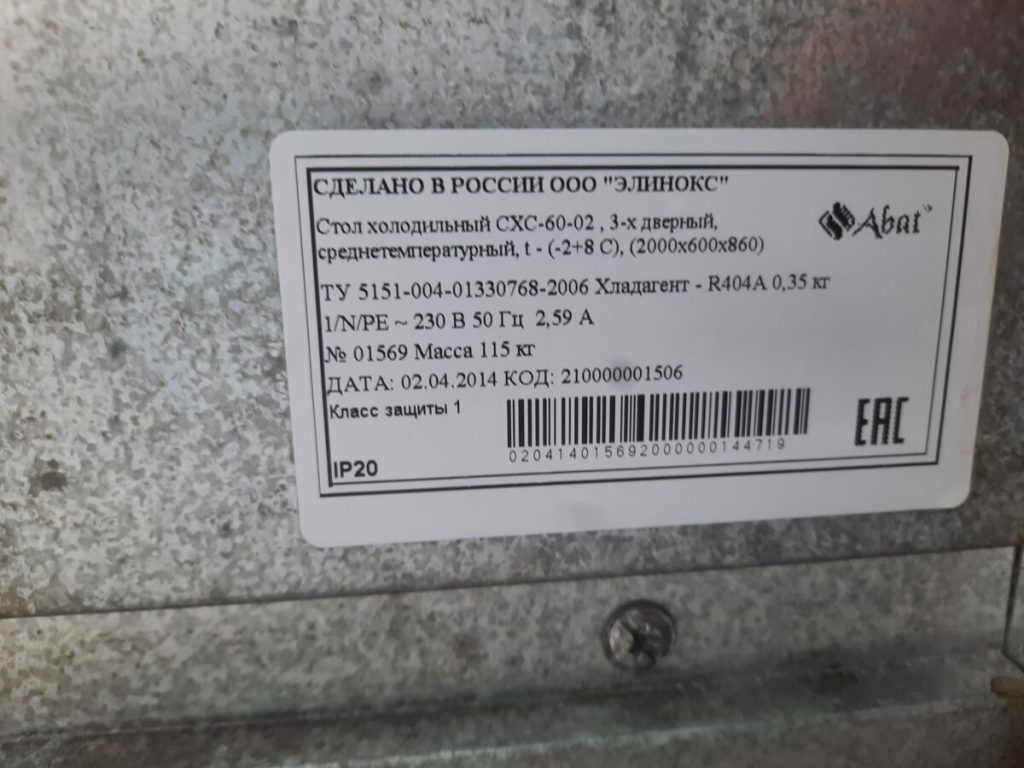 СДЕЛАНО В РОССИИ ООО "ЭЛИНОКС"
Стол холодильный СХС-60-02 , 3-х дверный,
среднетемпературный, t - (-2+8 С), (2000х600х860)
Abat™
ТУ 5151-004-01330768-2006 Хладагент - R404A 0,35 кг
1/N/PE ~ 230 В 50 Гц 2,59 А
№ 01569 Масса 115 кг
ДАТА: 02.04.2014 КОД: 210000001506
Класс защиты 1
020414015692000000144719
EAC
IP20